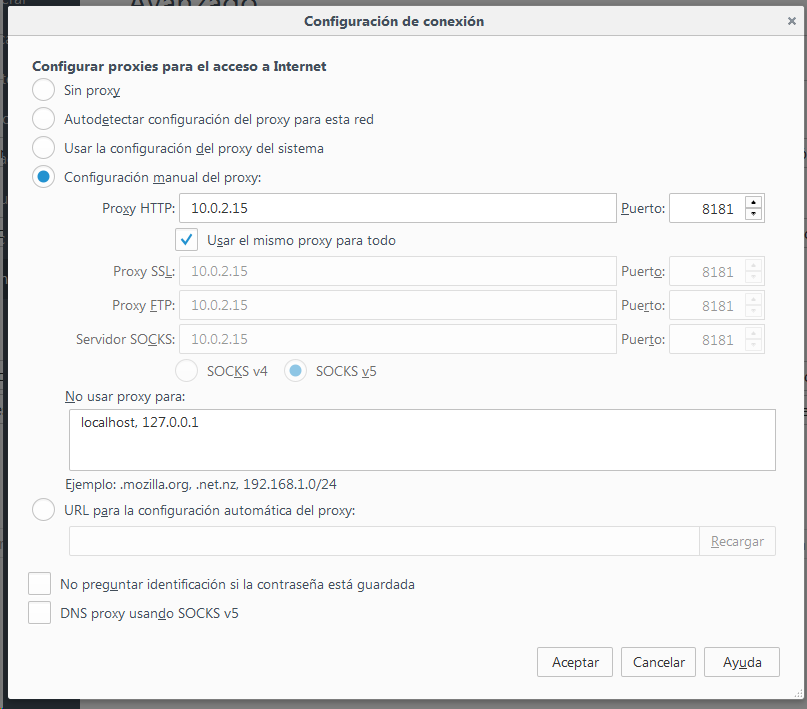 Avanzado
Configuración de conexión
Configurar proxies para el acceso a Internet
Sin proxy
Autodetectar configuración del proxy para esta red
Usar la configuración del proxy del sistema
Configuración manual del proxy:
Proxy HTTP: 10.0.2.15 Puerto: 8181
Usar el mismo proxy para todo
Proxy SSL: 10.0.2.15 Puerto: 8181
Proxy FTP: 10.0.2.15 Puerto: 8181
Servidor SOCKS: 10.0.2.15 Puerto: 8181
SOCKS v4 SOCKS v5
No usar proxy para:
localhost, 127.0.0.1
Ejemplo: .mozilla.org, .net.nz, 192.168.1.0/24
URL para la configuración automática del proxy:
Recargar
No preguntar identificación si la contraseña está guardada
DNS proxy usando SOCKS v5
Aceptar Cancelar Ayuda